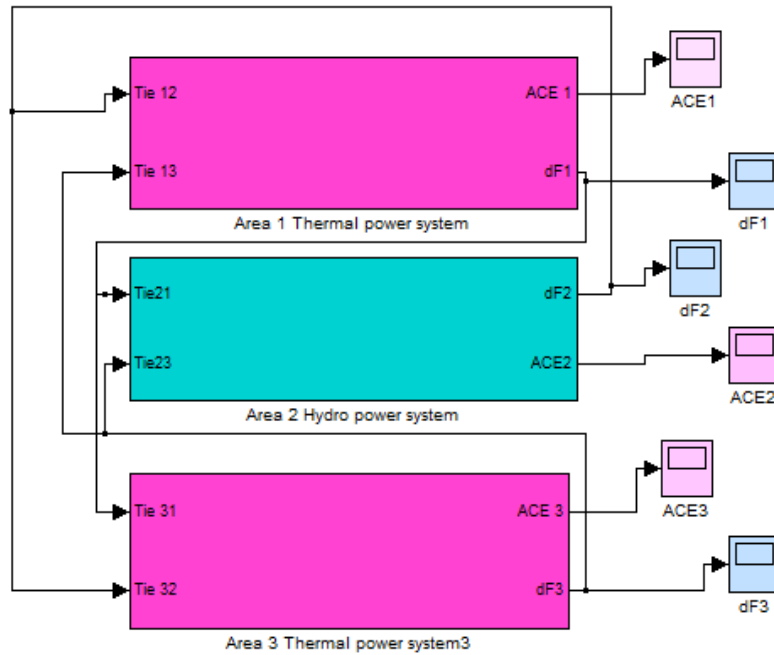 Tie 12
ACE 1
ACE1
Tie 13
dF1
dF1
Area 1 Thermal power system
Tie21
dF2
dF2
Tie23
ACE2
ACE2
Area 2 Hydro power system
Tie 31
ACE 3
ACE3
Tie 32
dF3
dF3
Area 3 Thermal power system3